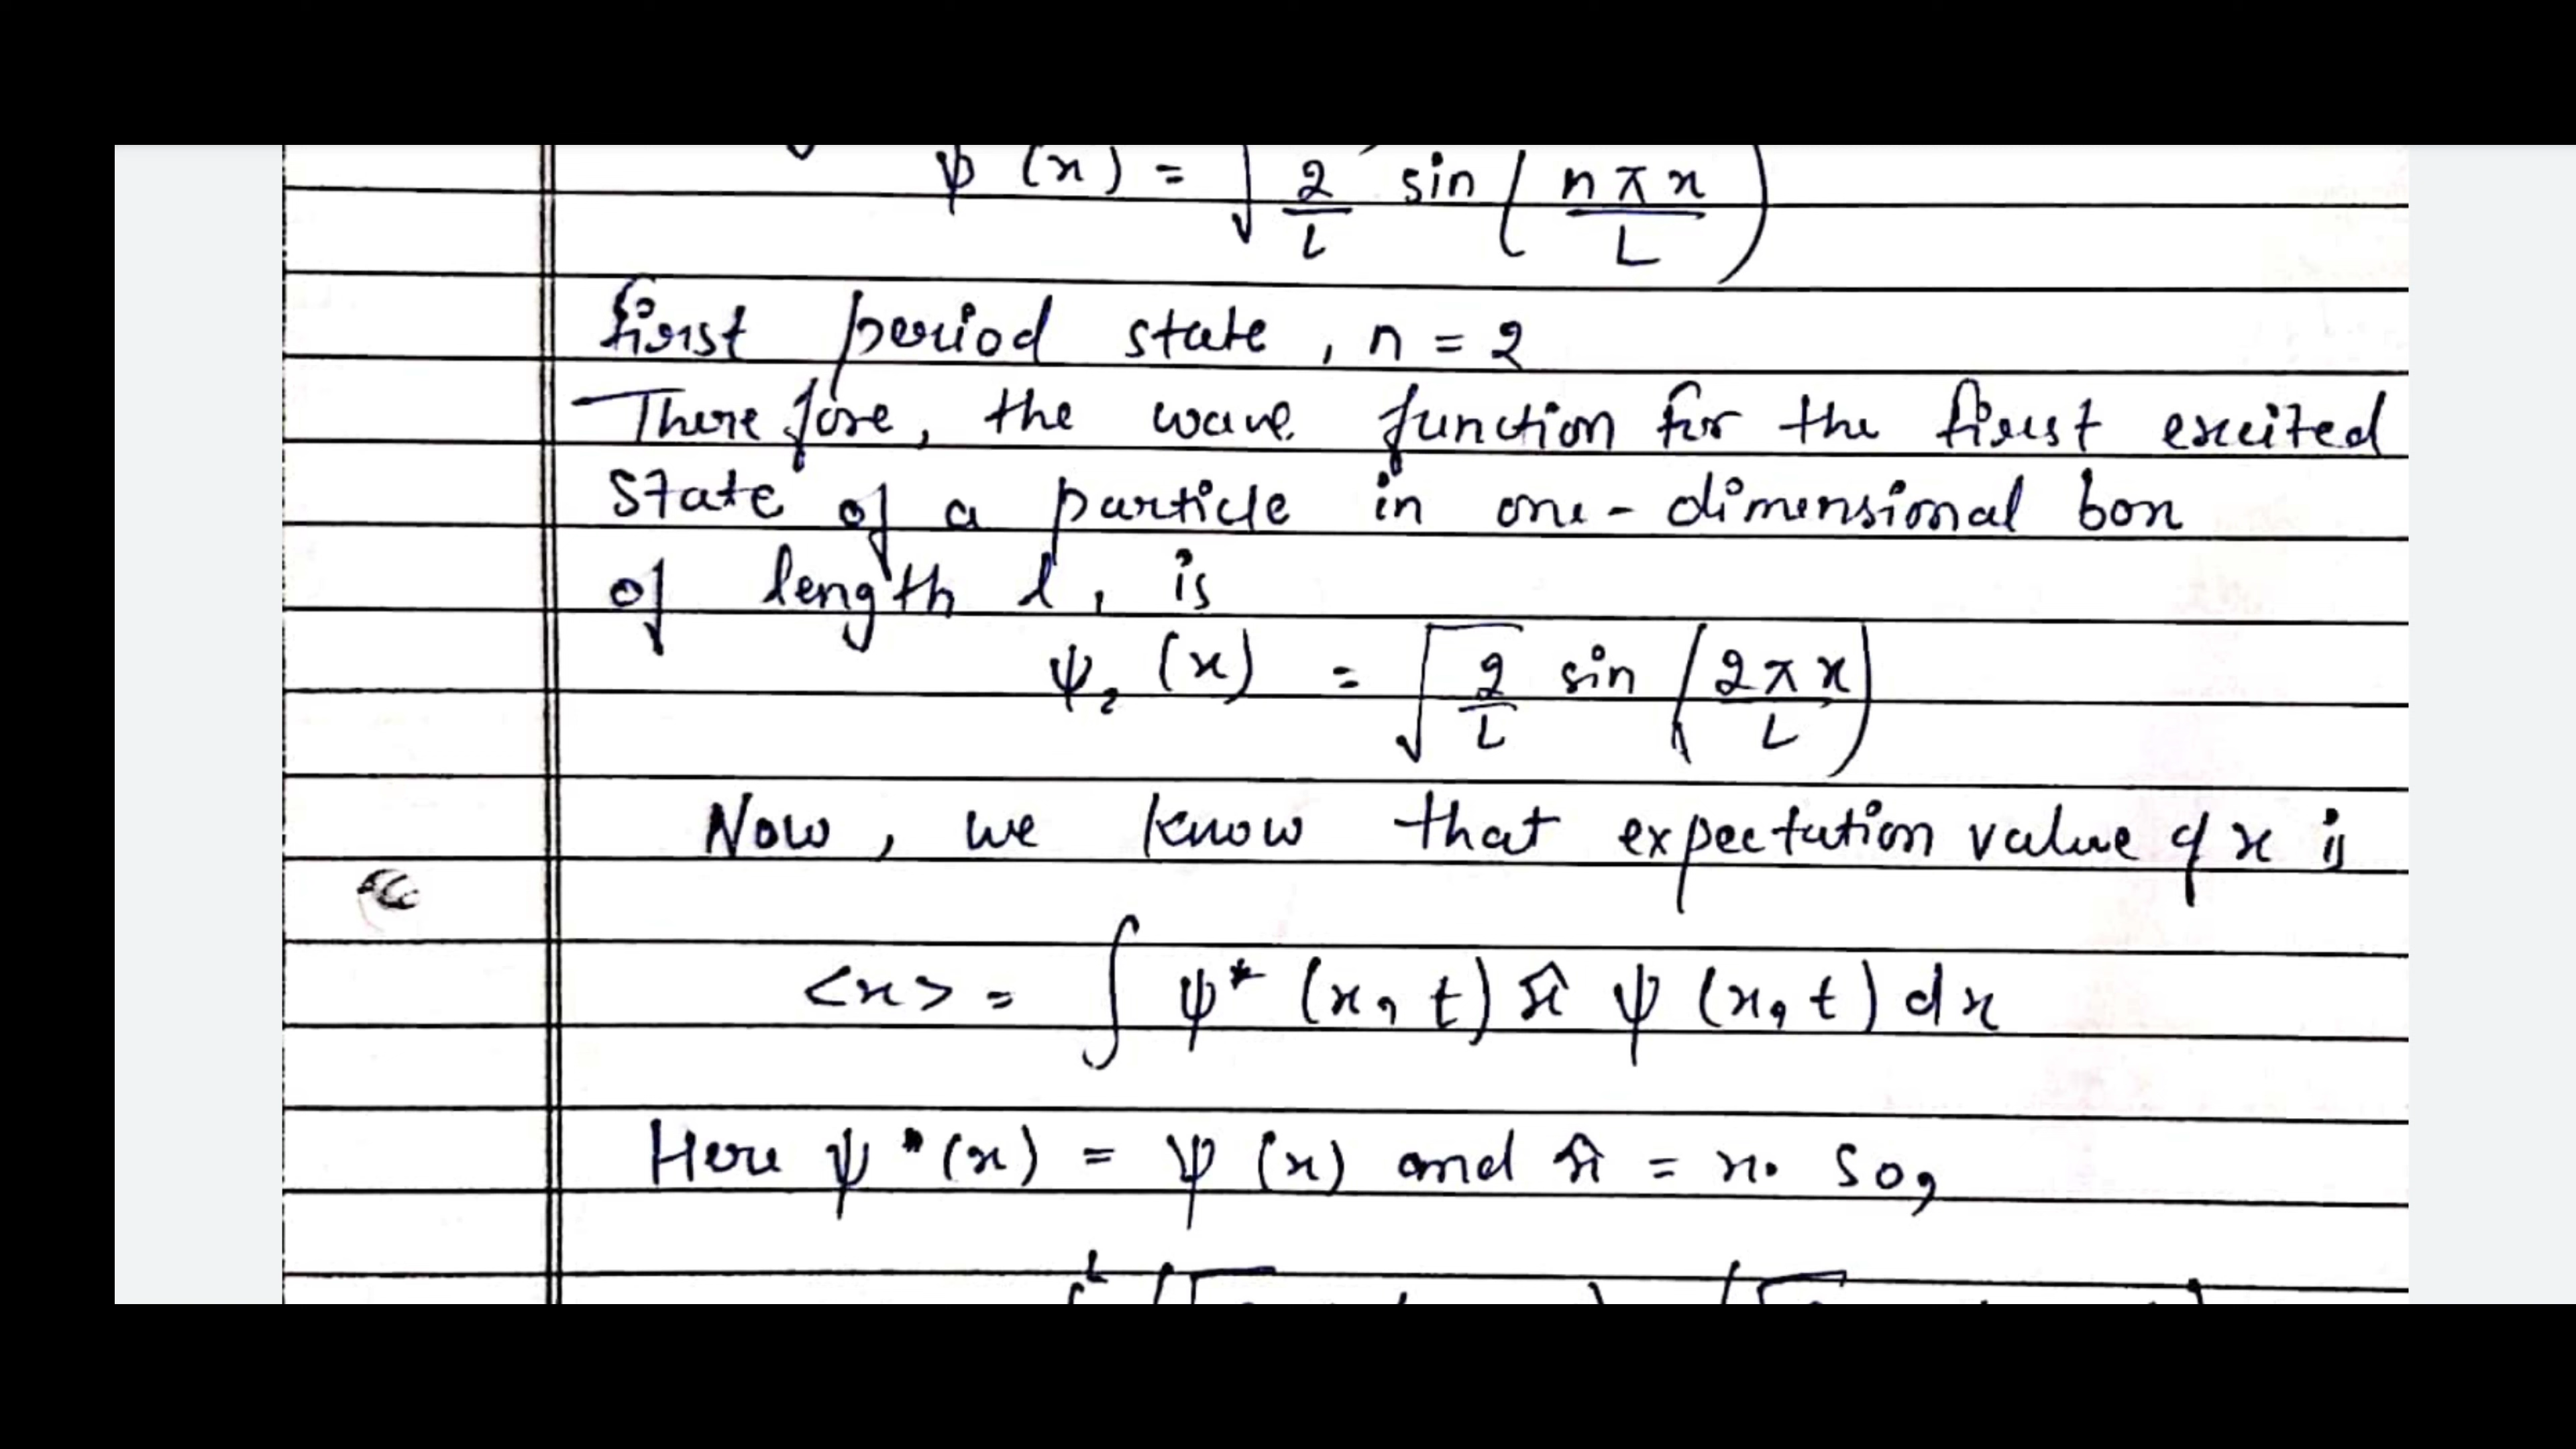 ψ (x) = √2/L sin (nπx/L)
first period state, n = 2
Therefore, the wave function for the first excited
state of a particle in one-dimensional box
of length l, is
ψ₂ (x) = √2/L sin (2πx/L)
Now, we know that expectation value of x is
<x> = ∫ ψ* (x, t) x̂ ψ (x, t) dx
Here ψ*(x) = ψ (x) and x̂ = x. So,